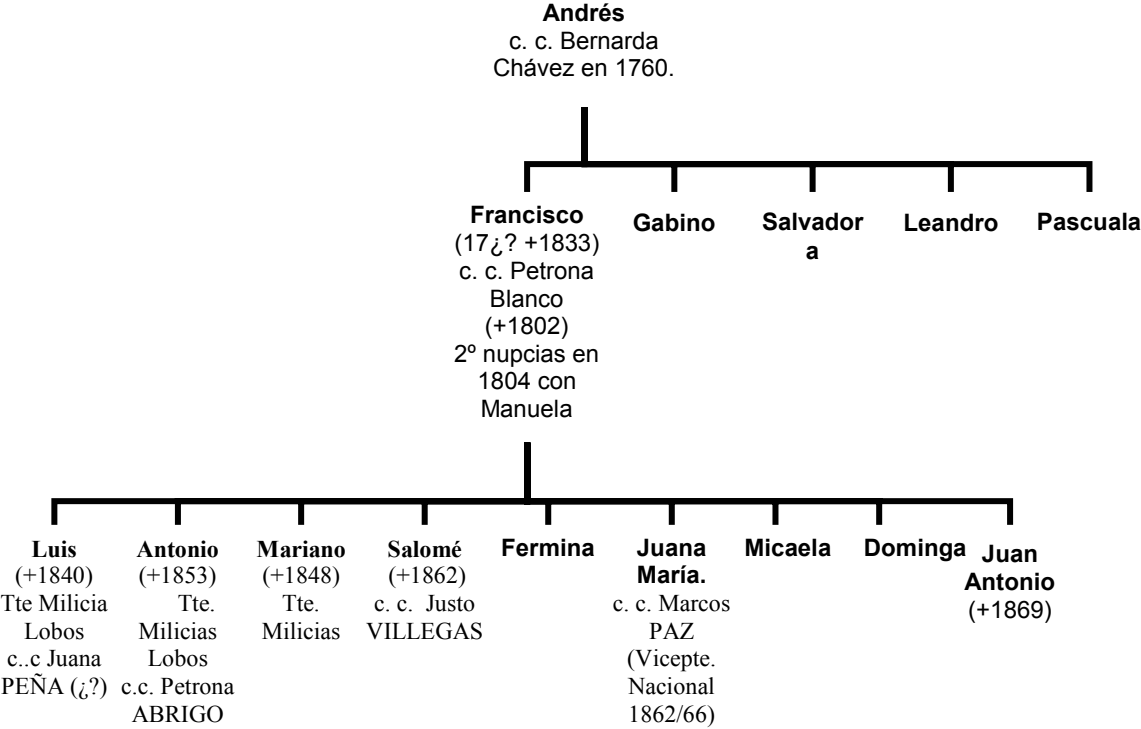 Andrés
c. c. Bernarda
Chávez en 1760.
Francisco
(17¿? +1833)
c. c. Petrona
Blanco
(+1802)
2º nupcias en
1804 con
Manuela
Gabino
Salvador
a
Leandro
Pascuala
Luis
(+1840)
Tte Milicia
Lobos
c..c Juana
PEÑA (¿?)
Antonio
(+1853)
Tte.
Milicias
Lobos
c.c. Petrona
ABRIGO
Mariano
(+1848)
Tte.
Milicias
Salomé
(+1862)
c. c. Justo
VILLEGAS
Fermina
Juana
María.
c. c. Marcos
PAZ
(Vicepte.
Nacional
1862/66)
Micaela
Dominga
Juan
Antonio
(+1869)